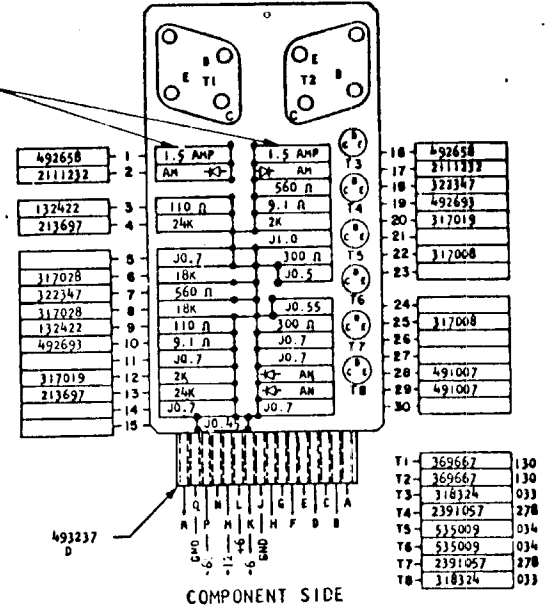 E B T1 C
E T2 B C
492658 1 1.5 AMP 1.5 AMP 16 492658
2111232 2 AM AM 17 2111232
560 Ω 18 322347
132422 3 110 Ω 9.1 Ω 19 492693
213697 4 24K 2K 20 317019
J1.0 21
5 J0.7 300 Ω 22 317008
317028 6 18K J0.5 23
322347 7 560 Ω
317028 8 18K J0.55 24
132422 9 110 Ω 300 Ω 25 317008
492693 10 9.1 Ω J0.7 26
11 J0.7 J0.7 27
317019 12 2K AM 28 491007
213697 13 24K AM 29 491007
14 J0.7 J0.7 30
15 J0.45
T3
T4
T5
T6
T7
T8
R Q P N M L K J H G F E D C B A
GND -6 -12 +6 -6 GND
493237
D
COMPONENT SIDE
T1 369667 130
T2 369667 130
T3 318324 033
T4 2391057 278
T5 535009 034
T6 535009 034
T7 2391057 278
T8 318324 033